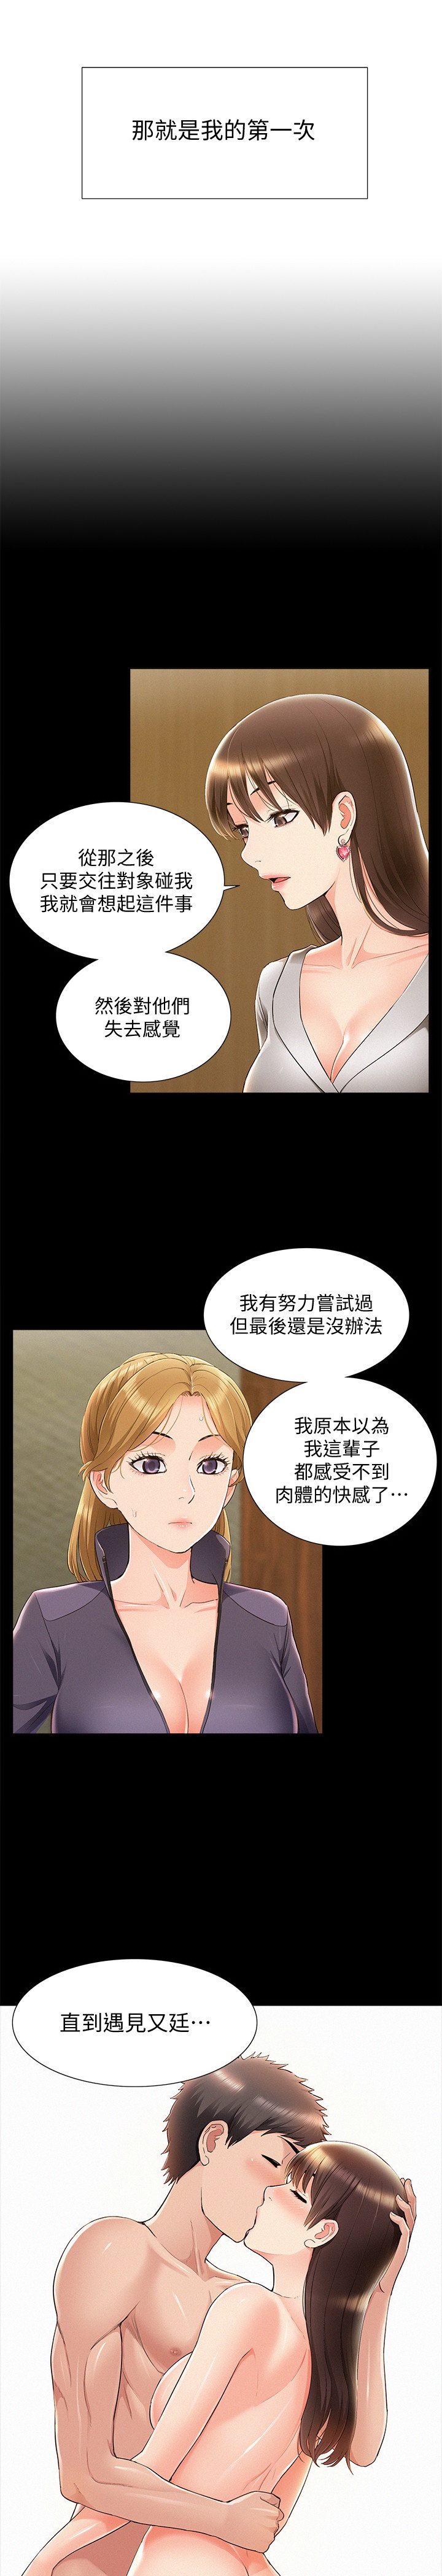 那就是我的第一次
從那之後
只要交往對象碰我
我就會想起這件事
然後對他們
失去感覺
我有努力嘗試過
但最後還是沒辦法
我原本以為
我這輩子
都感受不到
肉體的快感了…
直到遇見又廷…